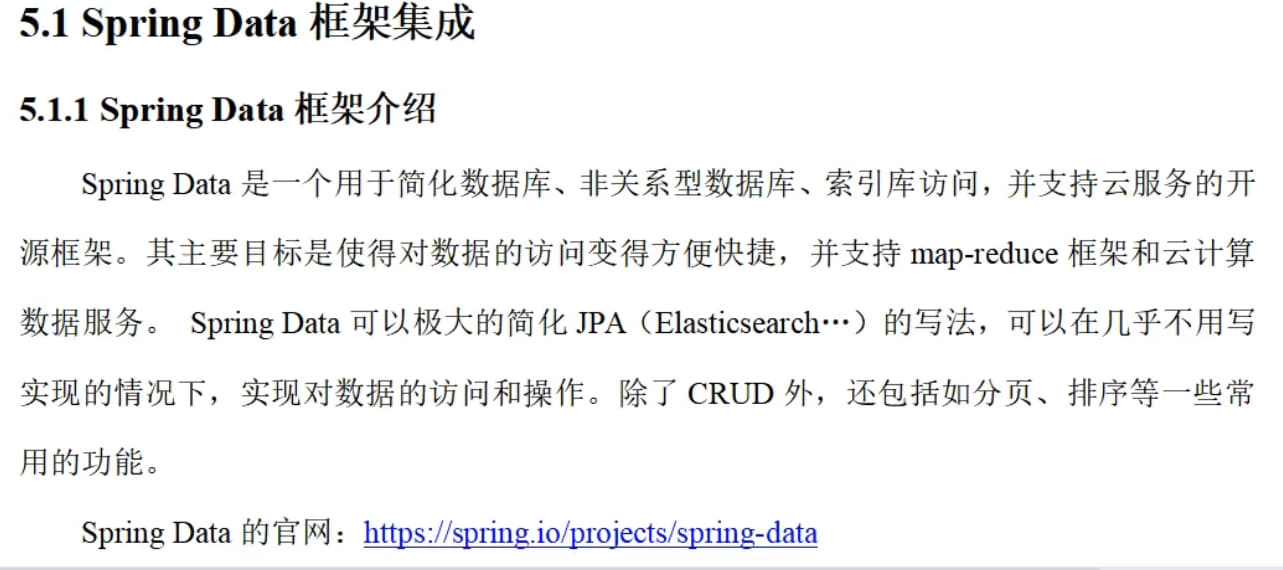 5.1 Spring Data 框架集成
5.1.1 Spring Data 框架介绍
Spring Data 是一个用于简化数据库、非关系型数据库、索引库访问，并支持云服务的开
源框架。其主要目标是使得对数据的访问变得方便快捷，并支持 map-reduce 框架和云计算
数据服务。 Spring Data 可以极大的简化 JPA（Elasticsearch…）的写法，可以在几乎不用写
实现的情况下，实现对数据的访问和操作。除了 CRUD 外，还包括如分页、排序等一些常
用的功能。
Spring Data 的官网：https://spring.io/projects/spring-data